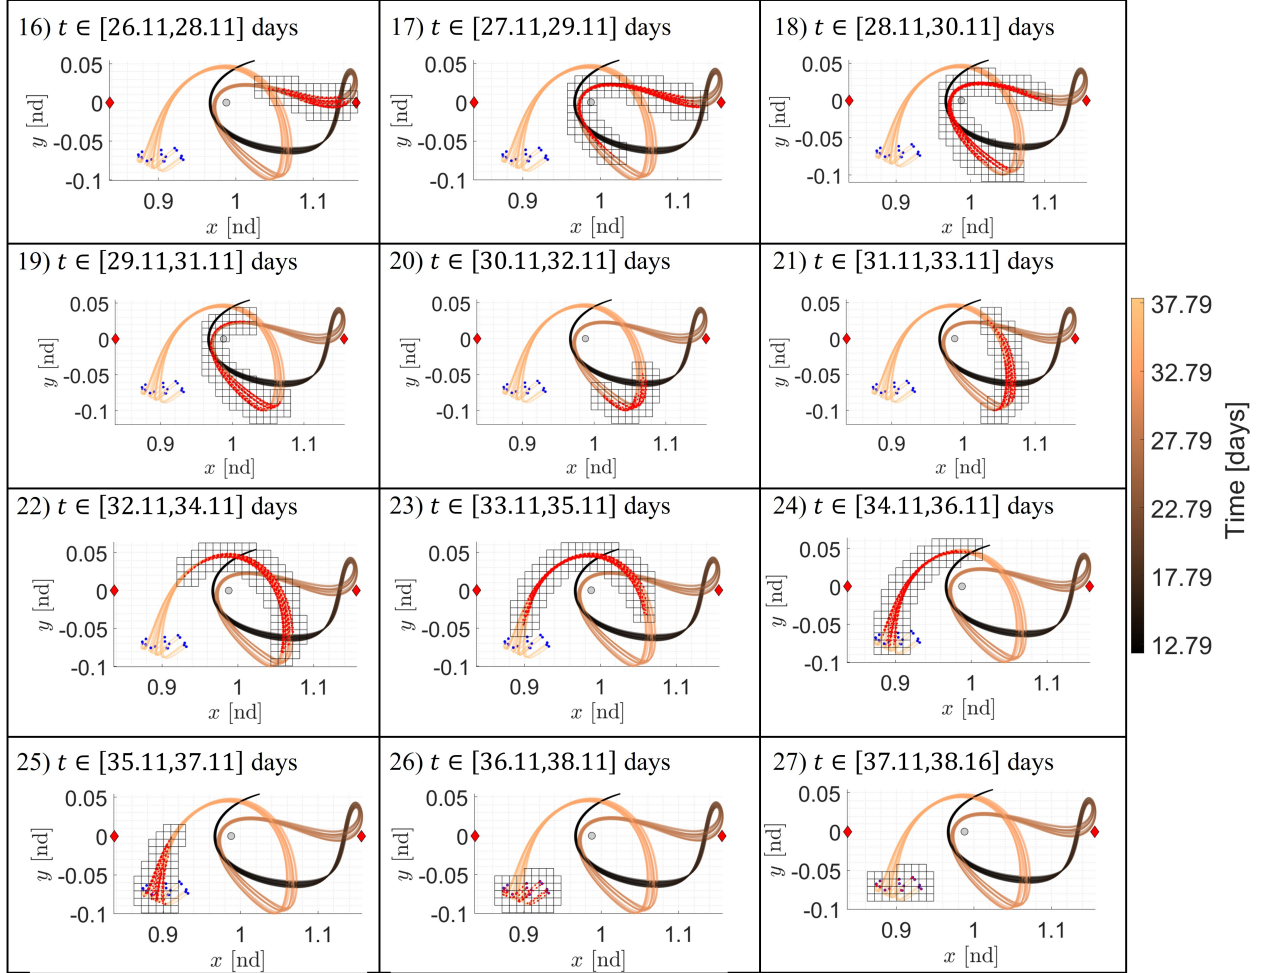 16) t ∈ [26.11,28.11] days
0.05
0
-0.05
-0.1
y [nd]
0.9
1
1.1
x [nd]
17) t ∈ [27.11,29.11] days
0.05
0
-0.05
-0.1
y [nd]
0.9
1
1.1
x [nd]
18) t ∈ [28.11,30.11] days
0.05
0
-0.05
-0.1
y [nd]
0.9
1
1.1
x [nd]
19) t ∈ [29.11,31.11] days
0.05
0
-0.05
-0.1
y [nd]
0.9
1
1.1
x [nd]
20) t ∈ [30.11,32.11] days
0.05
0
-0.05
-0.1
y [nd]
0.9
1
1.1
x [nd]
21) t ∈ [31.11,33.11] days
0.05
0
-0.05
-0.1
y [nd]
0.9
1
1.1
x [nd]
22) t ∈ [32.11,34.11] days
0.05
0
-0.05
-0.1
y [nd]
0.9
1
1.1
x [nd]
23) t ∈ [33.11,35.11] days
0.05
0
-0.05
-0.1
y [nd]
0.9
1
1.1
x [nd]
24) t ∈ [34.11,36.11] days
0.05
0
-0.05
-0.1
y [nd]
0.9
1
1.1
x [nd]
25) t ∈ [35.11,37.11] days
0.05
0
-0.05
-0.1
y [nd]
0.9
1
1.1
x [nd]
26) t ∈ [36.11,38.11] days
0.05
0
-0.05
-0.1
y [nd]
0.9
1
1.1
x [nd]
27) t ∈ [37.11,38.16] days
0.05
0
-0.05
-0.1
y [nd]
0.9
1
1.1
x [nd]
37.79
32.79
27.79
22.79
17.79
12.79
Time [days]